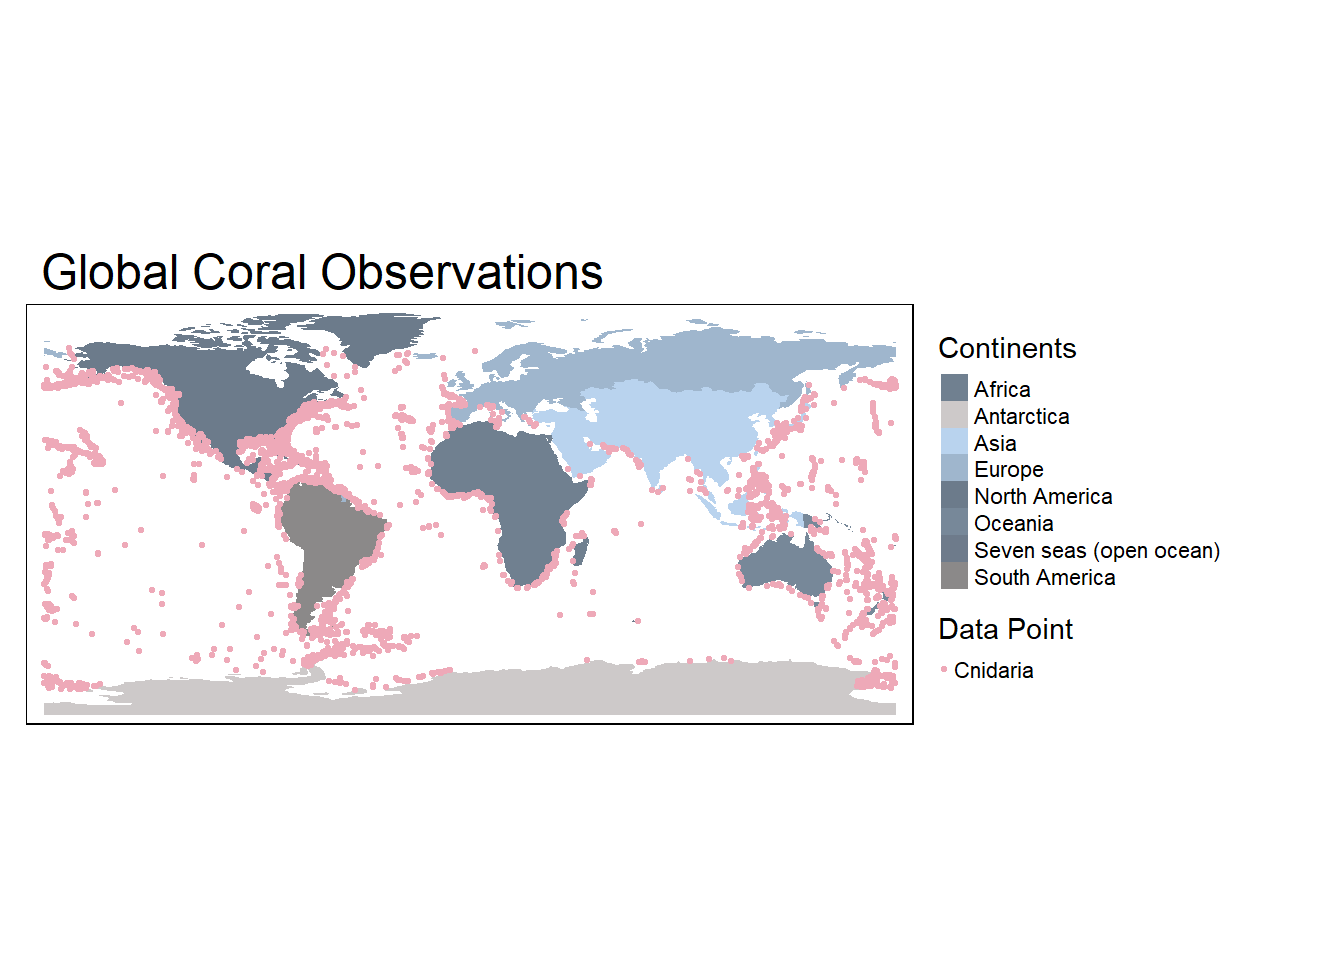 Global Coral Observations
Continents
Africa
Antarctica
Asia
Europe
North America
Oceania
Seven seas (open ocean)
South America
Data Point
Cnidaria